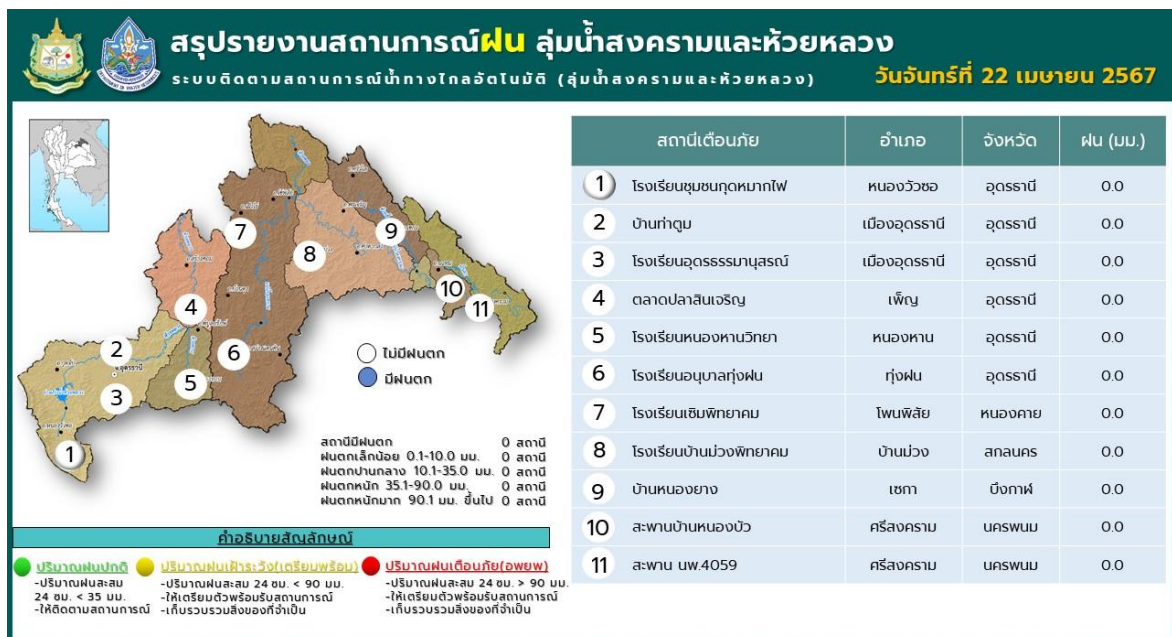 สรุปรายงานสถานการณ์ฝน ลุ่มน้ำสงครามและห้วยหลวง
ระบบติดตามสถานการณ์น้ำทางไกลอัตโนมัติ (ลุ่มน้ำสงครามและห้วยหลวง)
วันจันทร์ที่ 22 เมษายน 2567
1
2
3
4
5
6
7
8
9
10
11
อ.อุดรธานี
ไม่มีฝนตก
มีฝนตก
สถานีมีฝนตก 0 สถานี
ฝนตกเล็กน้อย 0.1-10.0 มม. 0 สถานี
ฝนตกปานกลาง 10.1-35.0 มม. 0 สถานี
ฝนตกหนัก 35.1-90.0 มม. 0 สถานี
ฝนตกหนักมาก 90.1 มม. ขึ้นไป 0 สถานี
คำอธิบายสัญลักษณ์
ปริมาณฝนปกติ
-ปริมาณฝนสะสม
24 ชม. < 35 มม.
-ให้ติดตามสถานการณ์
ปริมาณฝนเฝ้าระวัง(เตรียมพร้อม)
-ปริมาณฝนสะสม 24 ชม. < 90 มม.
-ให้เตรียมตัวพร้อมรับสถานการณ์
-เก็บรวบรวมสิ่งของที่จำเป็น
ปริมาณฝนเตือนภัย(อพยพ)
-ปริมาณฝนสะสม 24 ชม. > 90 มม.
-ให้เตรียมตัวพร้อมรับสถานการณ์
-เก็บรวบรวมสิ่งของที่จำเป็น
สถานีเตือนภัย อำเภอ จังหวัด ฝน (มม.)
1 โรงเรียนชุมชนกุดหมากไฟ หนองวัวซอ อุดรธานี 0.0
2 บ้านท่าตูม เมืองอุดรธานี อุดรธานี 0.0
3 โรงเรียนอุดรธรรมานุสรณ์ เมืองอุดรธานี อุดรธานี 0.0
4 ตลาดปลาสินเจริญ เพ็ญ อุดรธานี 0.0
5 โรงเรียนหนองหานวิทยา หนองหาน อุดรธานี 0.0
6 โรงเรียนอนุบาลทุ่งฝน ทุ่งฝน อุดรธานี 0.0
7 โรงเรียนเซิมพิทยาคม โพนพิสัย หนองคาย 0.0
8 โรงเรียนบ้านม่วงพิทยาคม บ้านม่วง สกลนคร 0.0
9 บ้านหนองยาง เซกา บึงกาฬ 0.0
10 สะพานบ้านหนองบัว ศรีสงคราม นครพนม 0.0
11 สะพาน นพ.4059 ศรีสงคราม นครพนม 0.0